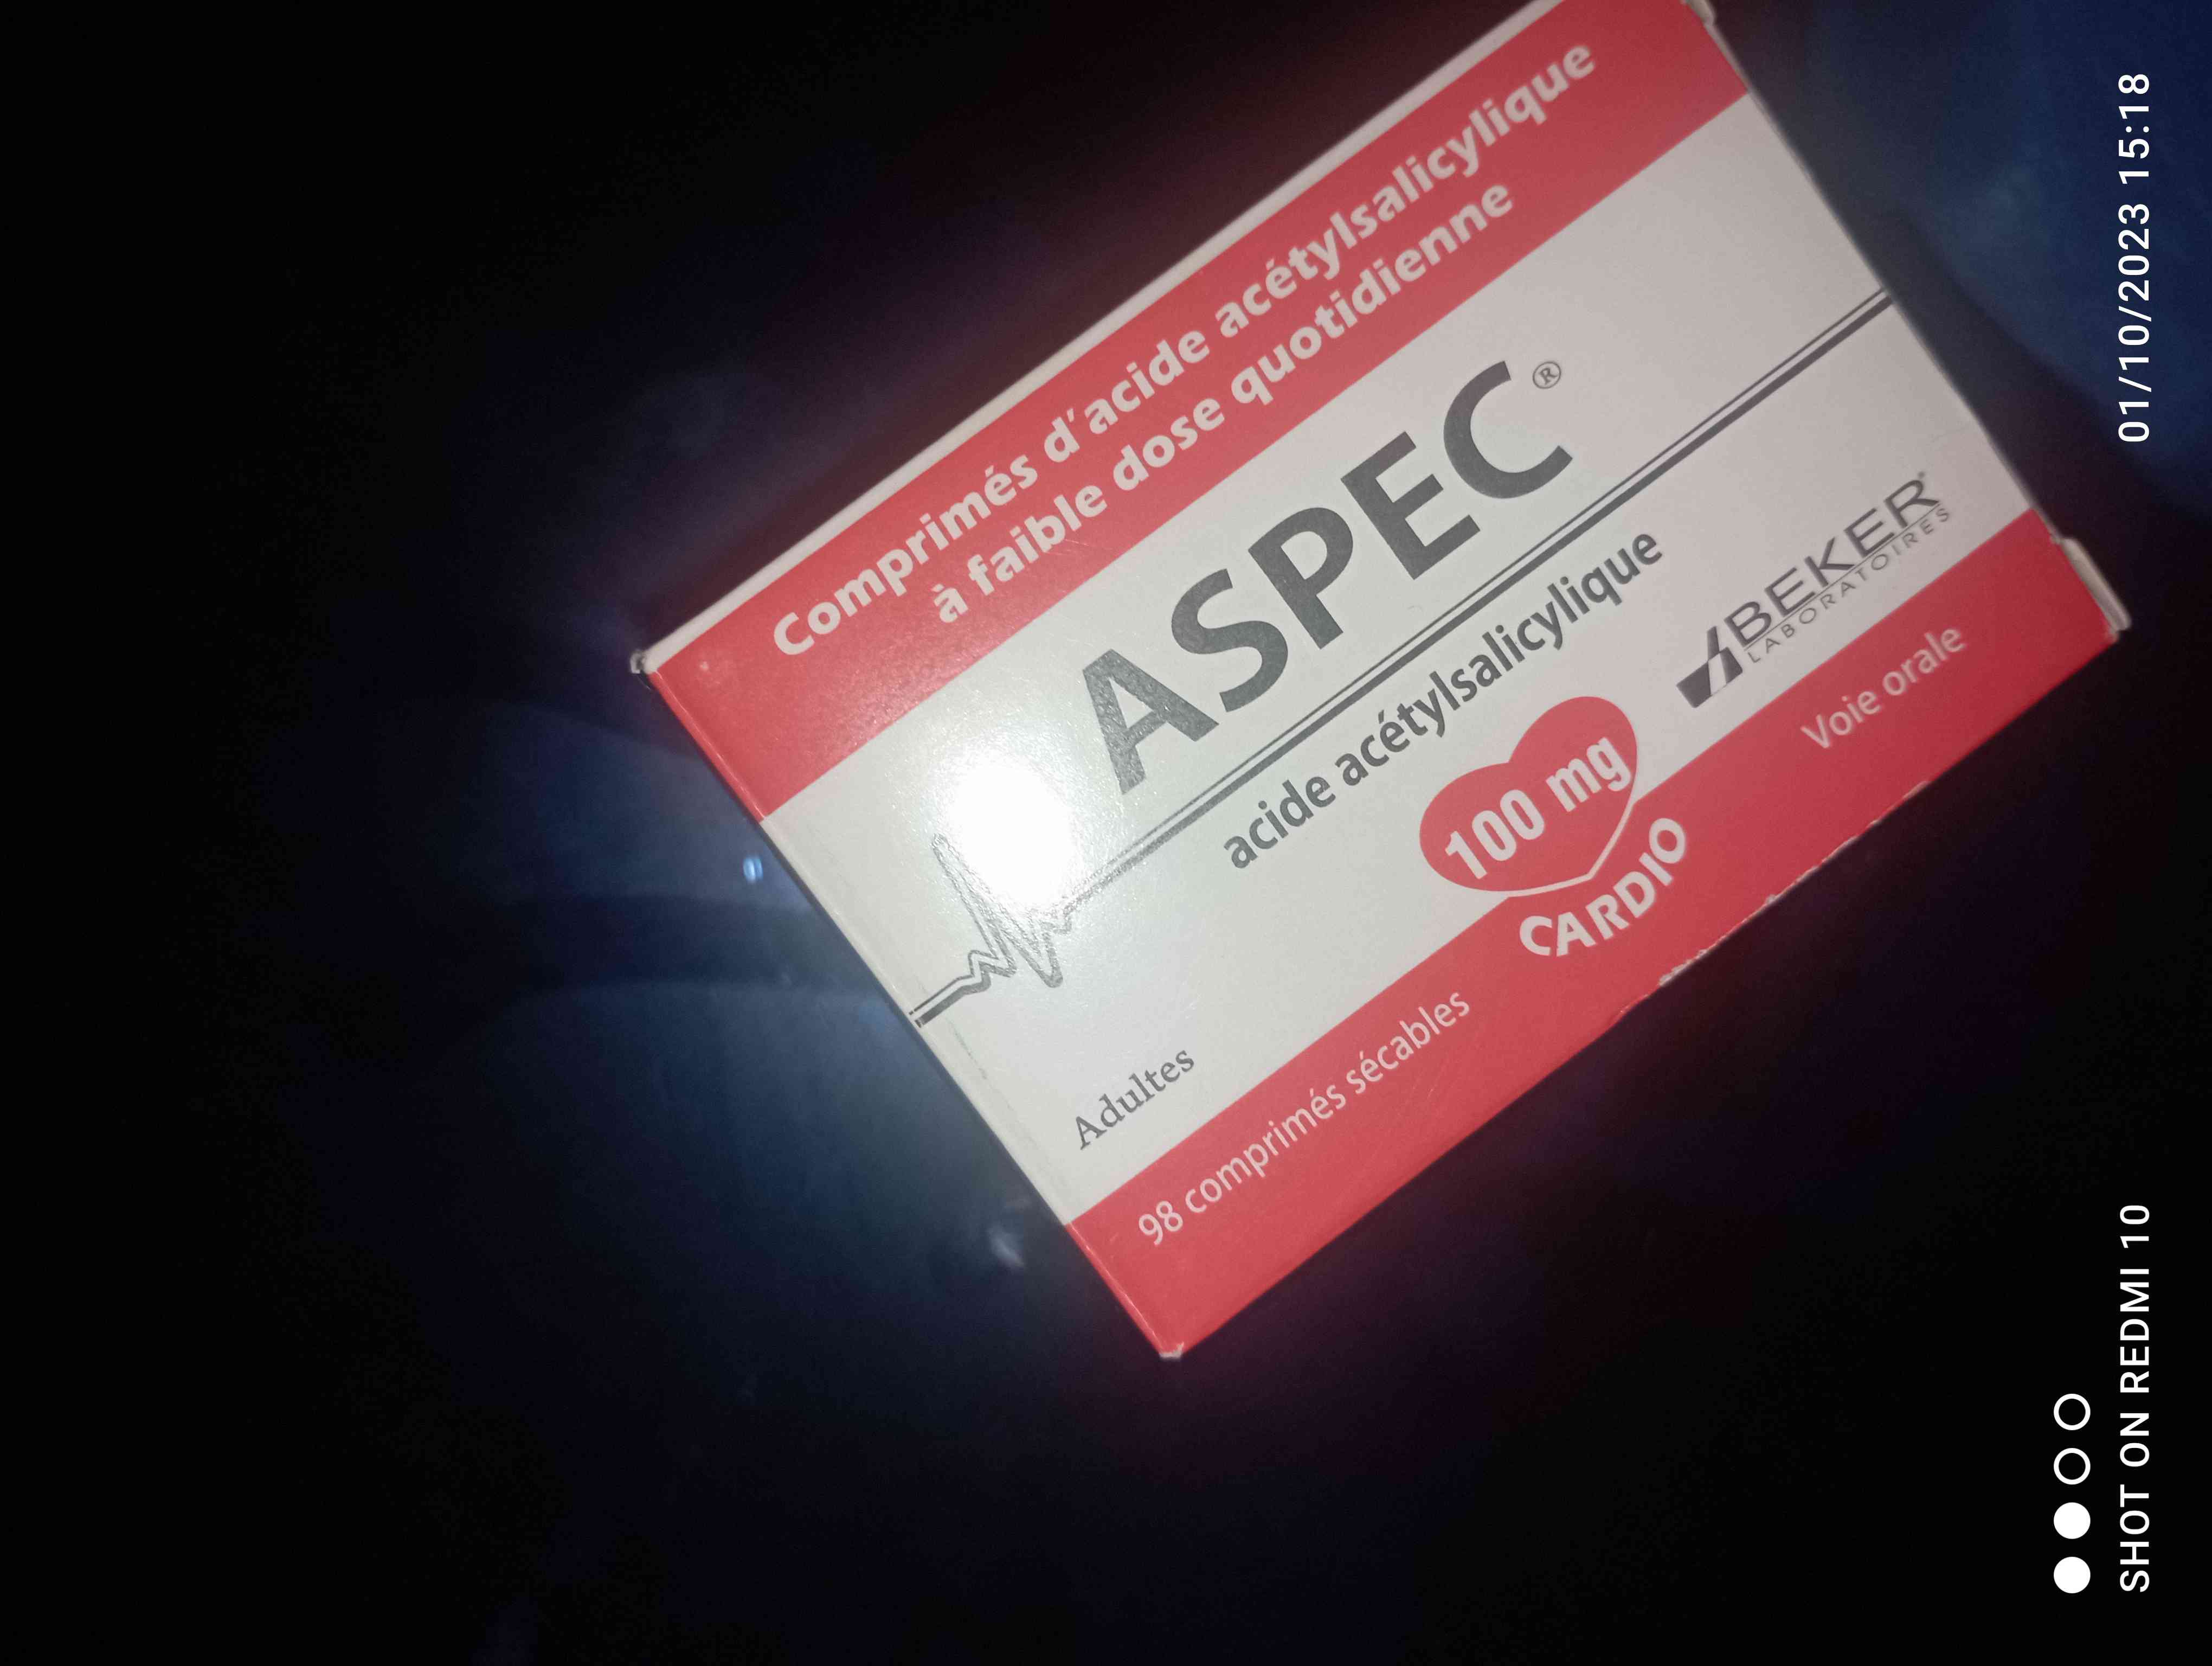 Comprimés d'acide acétylsalicylique
à faible dose quotidienne
ASPEC®
acide acétylsalicylique
100 mg
CARDIO
BEKER
LABORATOIRES
Adultes
98 comprimés sécables
Voie orale
SHOT ON REDMI 10
01/10/2023 15:18